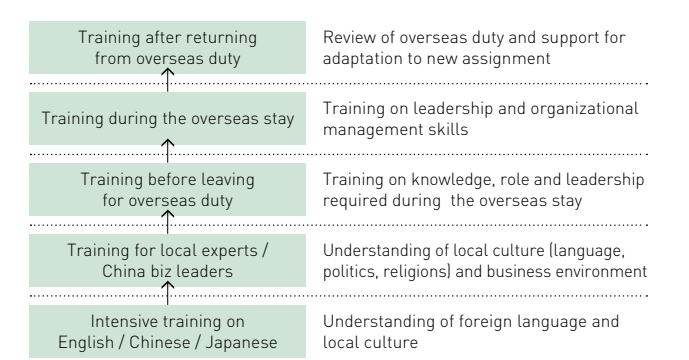 Training after returning
from overseas duty
Review of overseas duty and support for
adaptation to new assignment
Training during the overseas stay
Training on leadership and organizational
management skills
Training before leaving
for overseas duty
Training on knowledge, role and leadership
required during the overseas stay
Training for local experts /
China biz leaders
Understanding of local culture (language,
politics, religions) and business environment
Intensive training on
English / Chinese / Japanese
Understanding of foreign language and
local culture